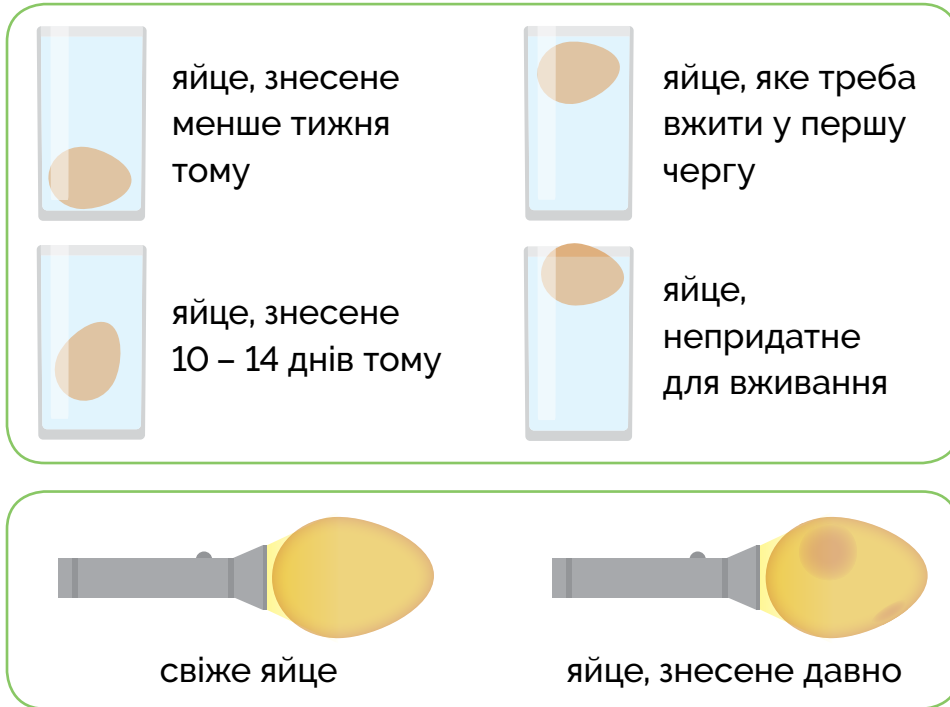 яйце, знесене
менше тижня
тому
яйце, яке треба
вжити у першу
чергу
яйце, знесене
10 – 14 днів тому
яйце,
непридатне
для вживання
свіже яйце
яйце, знесене давно